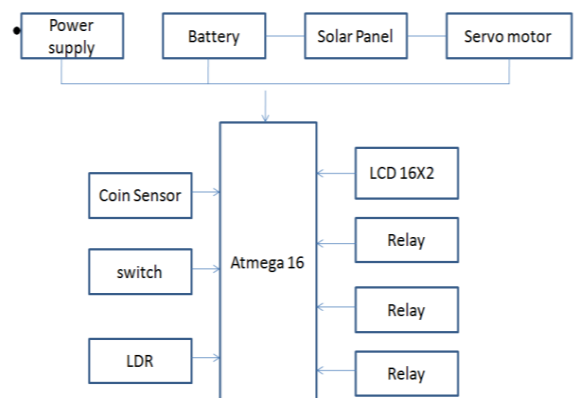 Power
supply
Battery
Solar Panel
Servo motor
Coin Sensor
switch
LDR
Atmega 16
LCD 16X2
Relay
Relay
Relay